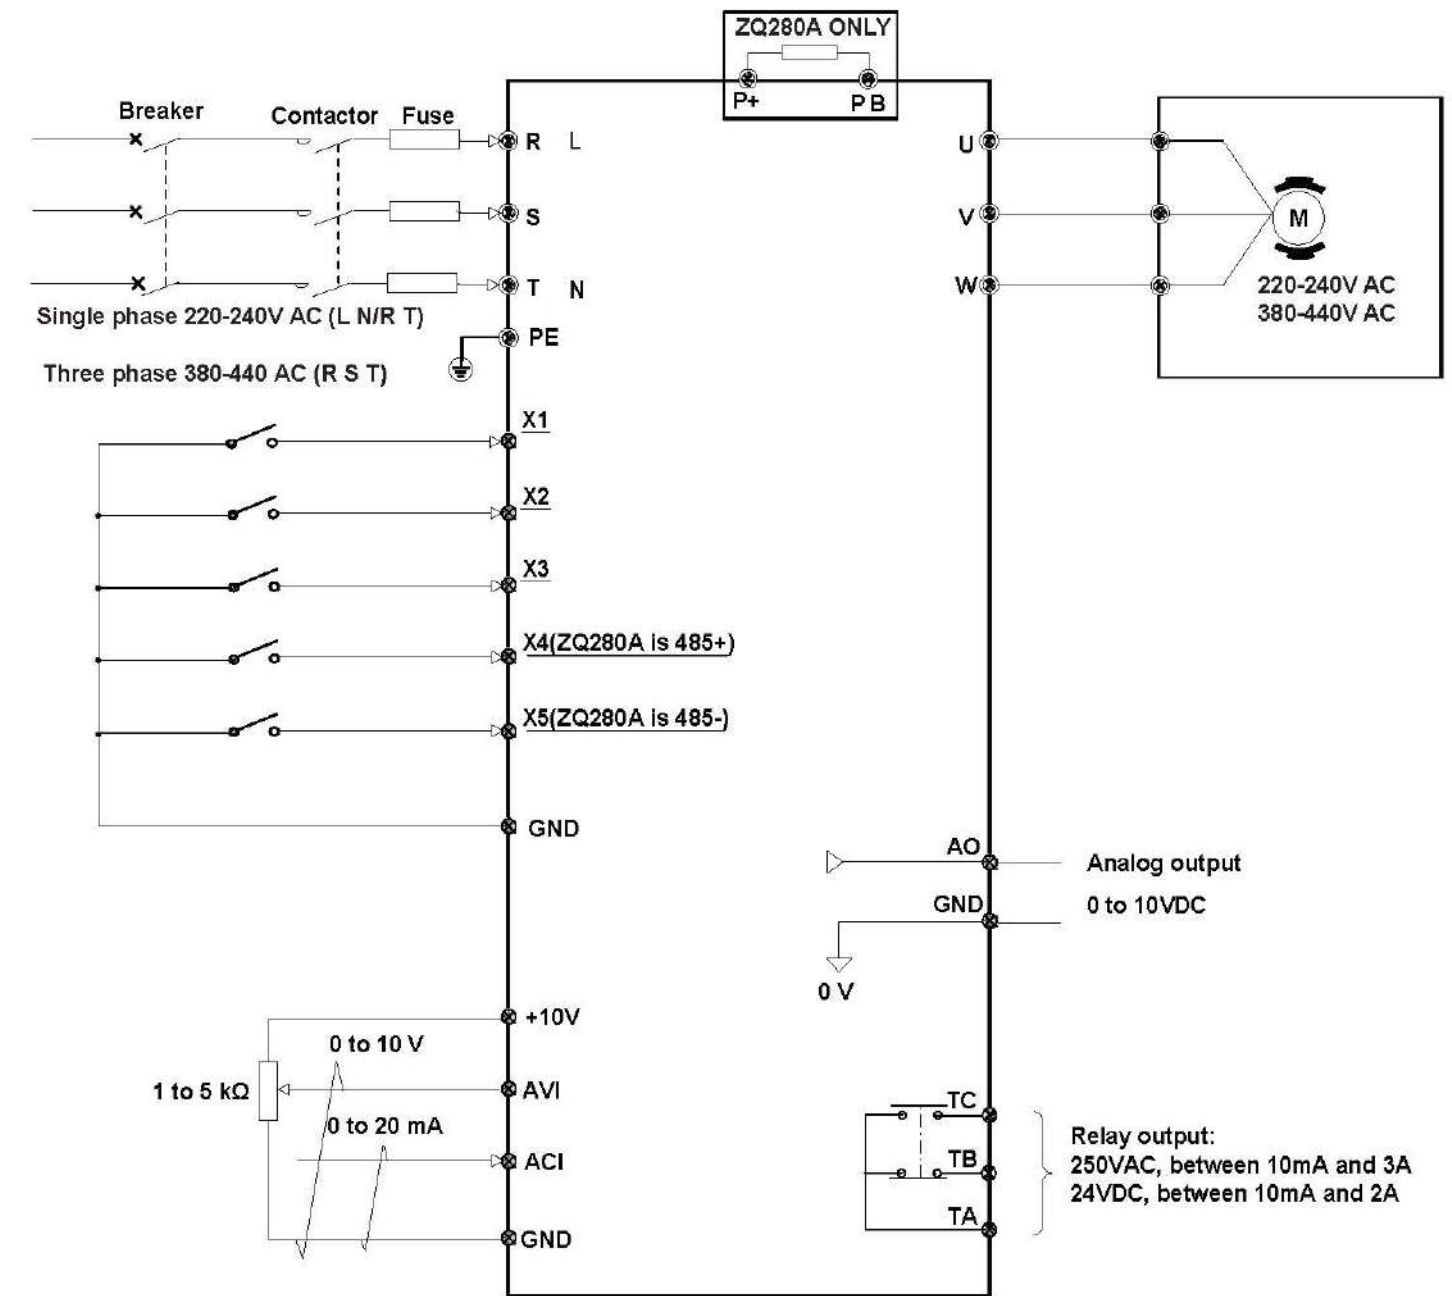 ZQ280A ONLY
P+ PB
Breaker Contactor Fuse
R L
S
T N
Single phase 220-240V AC (L N/R T)
PE
Three phase 380-440 AC (R S T)
U
V
W
M
220-240V AC
380-440V AC
X1
X2
X3
X4(ZQ280A is 485+)
X5(ZQ280A is 485-)
GND
AO Analog output
GND 0 to 10VDC
0 V
+10V
0 to 10 V
1 to 5 kΩ
AVI
0 to 20 mA
ACI
GND
TC
TB
TA
Relay output:
250VAC, between 10mA and 3A
24VDC, between 10mA and 2A